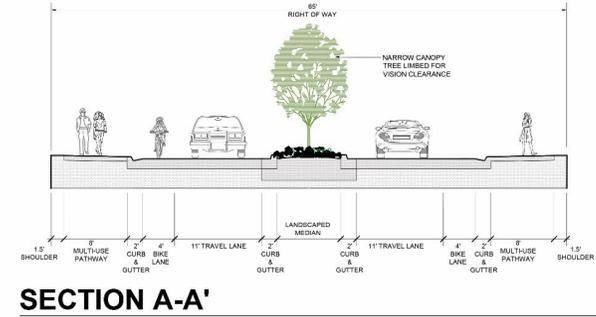 65'
RIGHT OF WAY
NARROW CANOPY
TREE LIMBED FOR
VISION CLEARANCE
1.5'
SHOULDER
8'
MULTI-USE
PATHWAY
2'
CURB
&
GUTTER
4'
BIKE
LANE
11' TRAVEL LANE
2'
CURB
&
GUTTER
LANDSCAPED
MEDIAN
2'
CURB
&
GUTTER
11' TRAVEL LANE
4'
BIKE
LANE
2'
CURB
&
GUTTER
8'
MULTI-USE
PATHWAY
1.5'
SHOULDER
SECTION A-A'